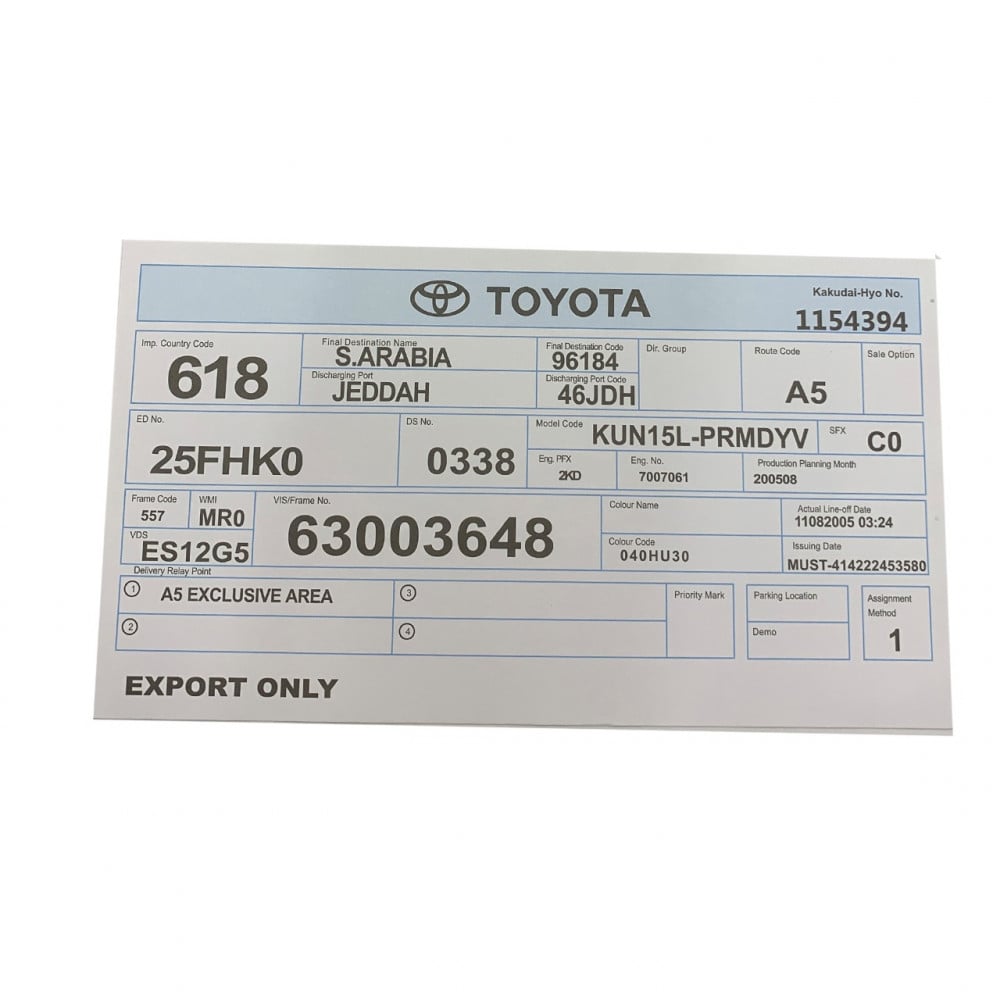 TOYOTA
Kakudai-Hyo No.
1154394
Imp. Country Code
618
Final Destination Name
S.ARABIA
Final Destination Code
96184
Discharging Port
JEDDAH
Discharging Port Code
46JDH
Dir. Group
Route Code
A5
Sale Option
ED No.
25FHK0
DS No.
0338
Model Code
KUN15L-PRMDYV
SFX
C0
Eng. PFX
2KD
Eng. No.
7007061
Production Planning Month
200508
Frame Code
557
WMI
MR0
VDS
ES12G5
VIS/Frame No.
63003648
Colour Name
Colour Code
040HU30
Actual Line-off Date
11082005 03:24
Issuing Date
MUST-414222453580
Delivery Relay Point
① A5 EXCLUSIVE AREA
②
③
④
Priority Mark
Parking Location
Demo
Assignment
Method
1
EXPORT ONLY